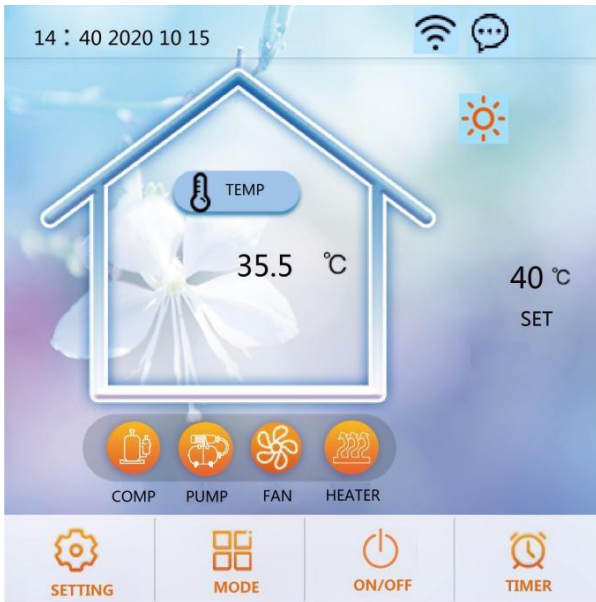 14：40 2020 10 15
TEMP
35.5 ℃
40 ℃
SET
COMP PUMP FAN HEATER
SETTING MODE ON/OFF TIMER